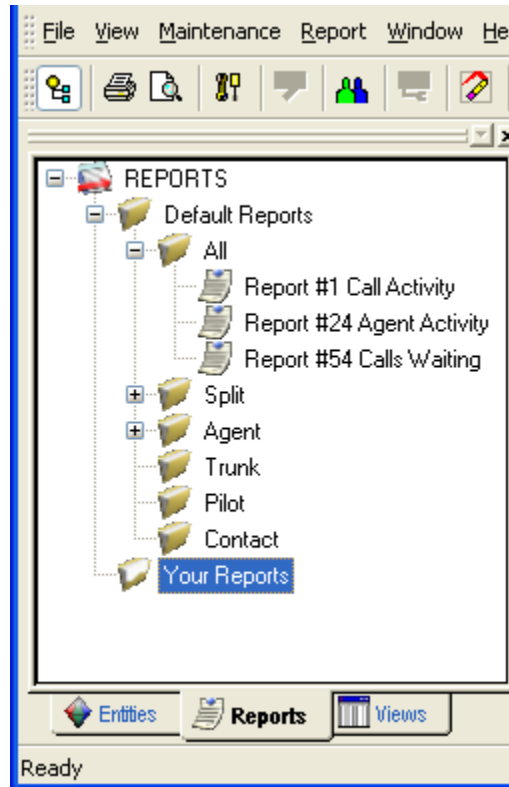 File View Maintenance Report Window He
REPORTS
Default Reports
All
Report #1 Call Activity
Report #24 Agent Activity
Report #54 Calls Waiting
Split
Agent
Trunk
Pilot
Contact
Your Reports
Entities Reports Views
Ready